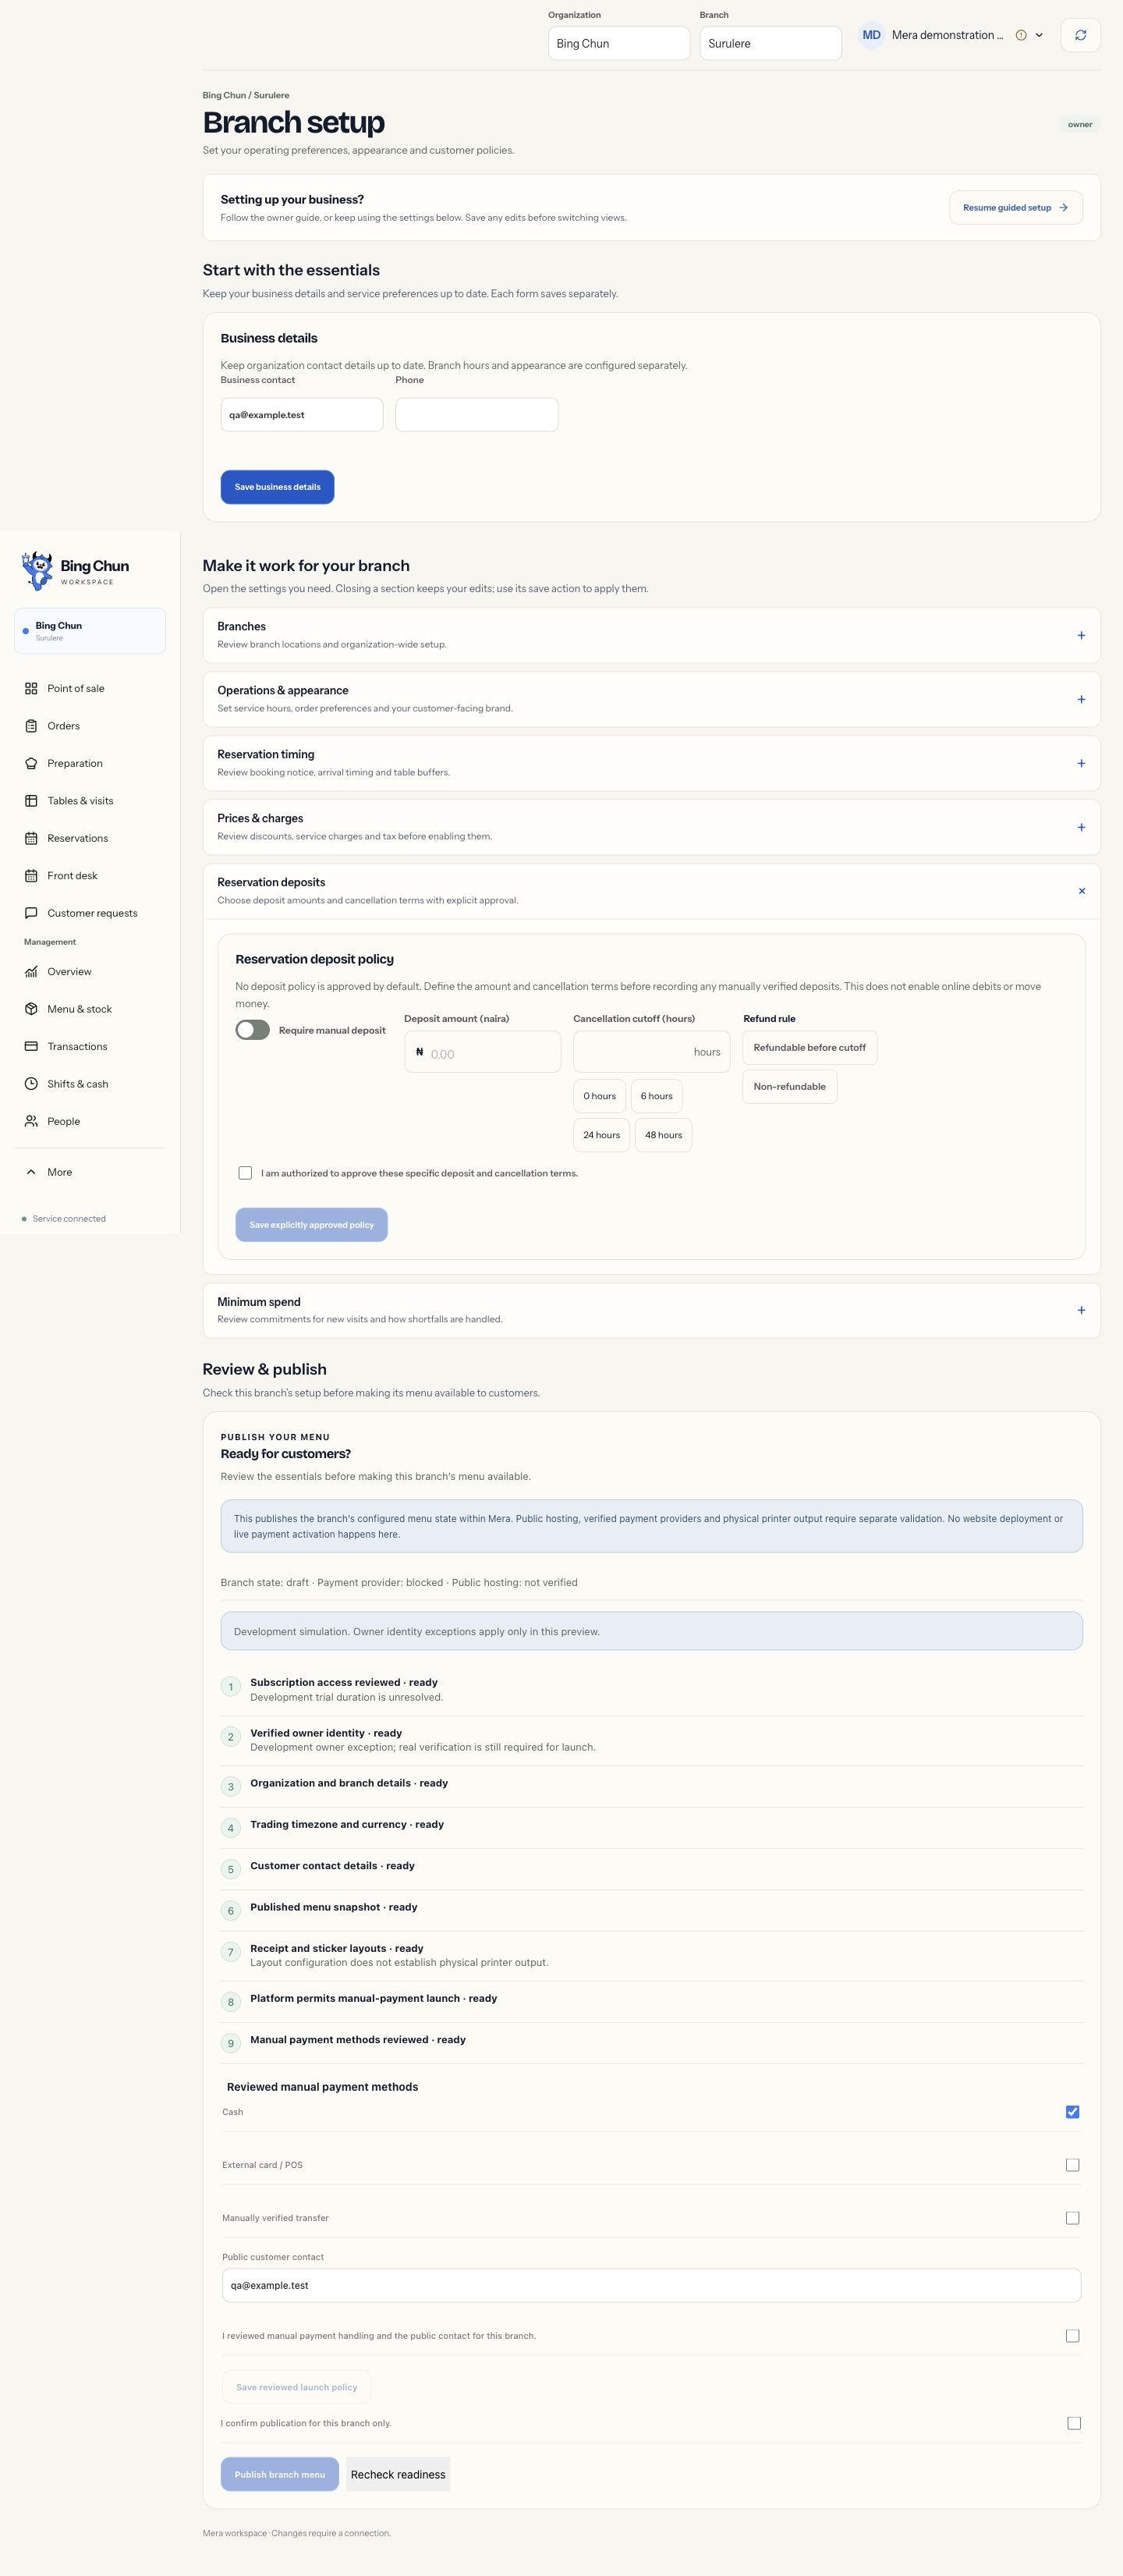 Organization
Branch
Bing Chun
Surulere
MD
Mera demonstration ...
Bing Chun / Surulere
Branch setup
owner
Set your operating preferences, appearance and customer policies.
Setting up your business?
Follow the owner guide, or keep using the settings below. Save any edits before switching views.
Resume guided setup
Start with the essentials
Keep your business details and service preferences up to date. Each form saves separately.
Business details
Keep organization contact details up to date. Branch hours and appearance are configured separately.
Business contact
Phone
qa@example.test
Save business details
Bing Chun
WORKSPACE
Bing Chun
Surulere
Point of sale
Orders
Preparation
Tables & visits
Reservations
Front desk
Customer requests
Management
Overview
Menu & stock
Transactions
Shifts & cash
People
More
Service connected
Make it work for your branch
Open the settings you need. Closing a section keeps your edits; use its save action to apply them.
Branches
Review branch locations and organization-wide setup.
Operations & appearance
Set service hours, order preferences and your customer-facing brand.
Reservation timing
Review booking notice, arrival timing and table buffers.
Prices & charges
Review discounts, service charges and tax before enabling them.
Reservation deposits
Choose deposit amounts and cancellation terms with explicit approval.
Reservation deposit policy
No deposit policy is approved by default. Define the amount and cancellation terms before recording any manually verified deposits. This does not enable online debits or move
money.
Require manual deposit
Deposit amount (naira)
₦ 0.00
Cancellation cutoff (hours)
hours
0 hours
6 hours
24 hours
48 hours
Refund rule
Refundable before cutoff
Non-refundable
I am authorized to approve these specific deposit and cancellation terms.
Save explicitly approved policy
Minimum spend
Review commitments for new visits and how shortfalls are handled.
Review & publish
Check this branch's setup before making its menu available to customers.
PUBLISH YOUR MENU
Ready for customers?
Review the essentials before making this branch's menu available.
This publishes the branch's configured menu state within Mera. Public hosting, verified payment providers and physical printer output require separate validation. No website deployment or
live payment activation happens here.
Branch state: draft · Payment provider: blocked · Public hosting: not verified
Development simulation. Owner identity exceptions apply only in this preview.
1 Subscription access reviewed · ready
Development trial duration is unresolved.
2 Verified owner identity · ready
Development owner exception; real verification is still required for launch.
3 Organization and branch details · ready
4 Trading timezone and currency · ready
5 Customer contact details · ready
6 Published menu snapshot · ready
7 Receipt and sticker layouts · ready
Layout configuration does not establish physical printer output.
8 Platform permits manual-payment launch · ready
9 Manual payment methods reviewed · ready
Reviewed manual payment methods
Cash
External card / POS
Manually verified transfer
Public customer contact
qa@example.test
I reviewed manual payment handling and the public contact for this branch.
Save reviewed launch policy
I confirm publication for this branch only.
Publish branch menu
Recheck readiness
Mera workspace · Changes require a connection.